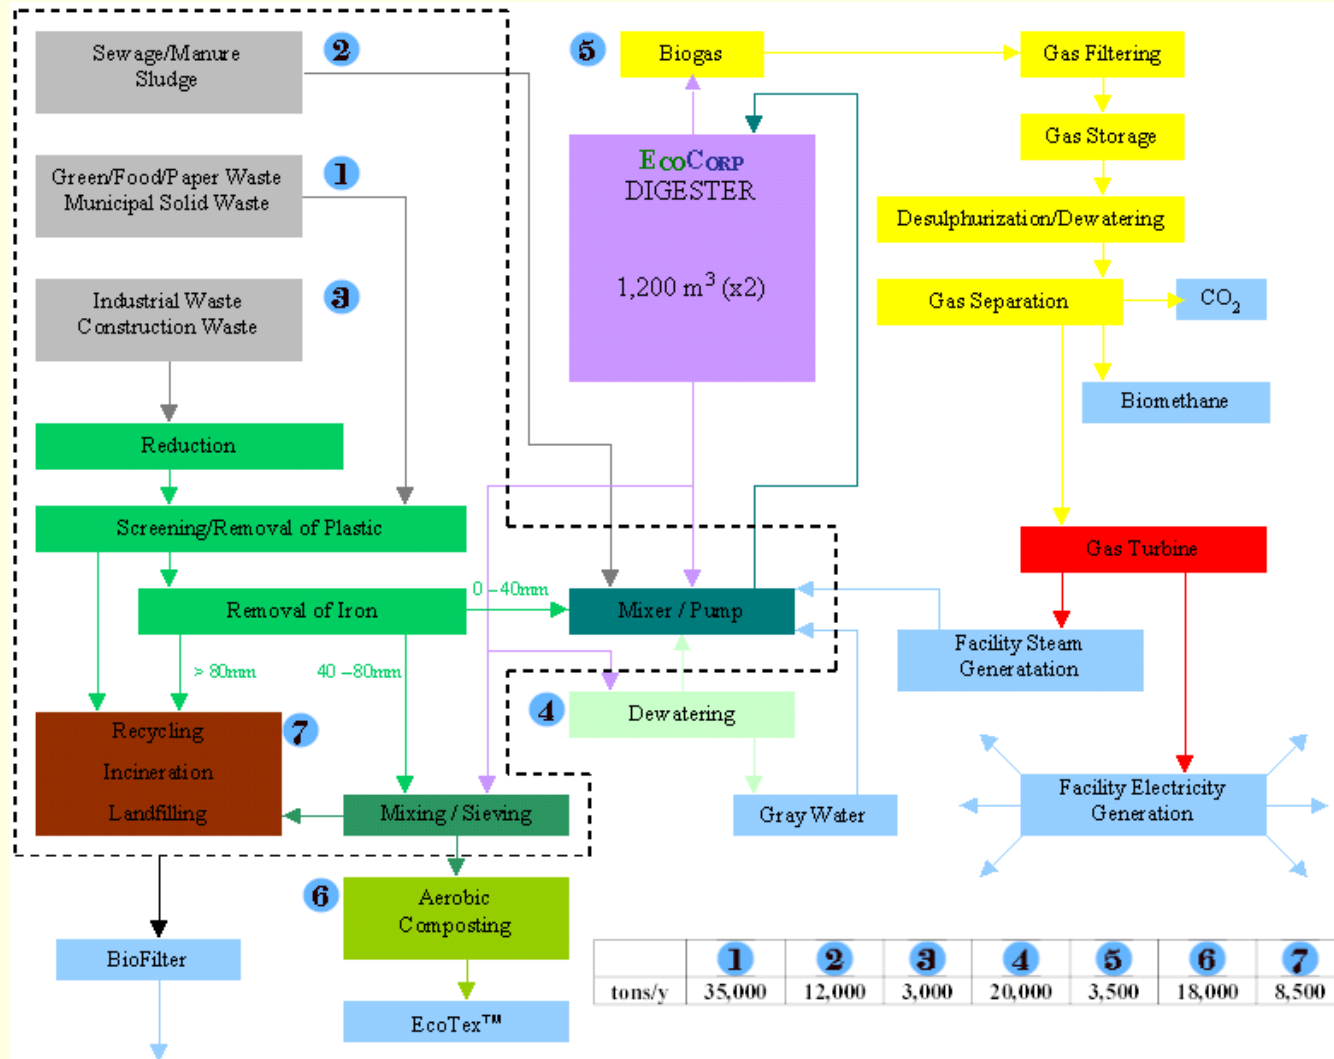 Sewage/Manure
Sludge
2
5
Biogas
Gas Filtering
Gas Storage
Green/Food/Paper Waste
Municipal Solid Waste
1
EcoCorp
DIGESTER
1,200 m³ (x2)
Desulphurization/Dewatering
Gas Separation
CO₂
Biomethane
Industrial Waste
Construction Waste
3
Reduction
Screening/Removal of Plastic
Removal of Iron
0 – 40mm
Mixer / Pump
Gas Turbine
Facility Steam
Generatation
> 80mm
40 – 80mm
4
Dewatering
Recycling
Incineration
Landfilling
7
Mixing / Sieving
Gray Water
Facility Electricity
Generation
6
Aerobic
Composting
BioFilter
EcoTex™
1 2 3 4 5 6 7
tons/y 35,000 12,000 3,000 20,000 3,500 18,000 8,500